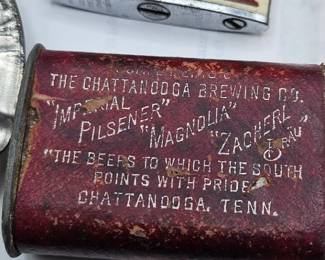 THE CHATTANOOGA BREWING CO.
"IMPERIAL
PILSENER"
"MAGNOLIA"
"ZACHERL
BRÄU"
"THE BEERS TO WHICH THE SOUTH
POINTS WITH PRIDE"
CHATTANOOGA, TENN.